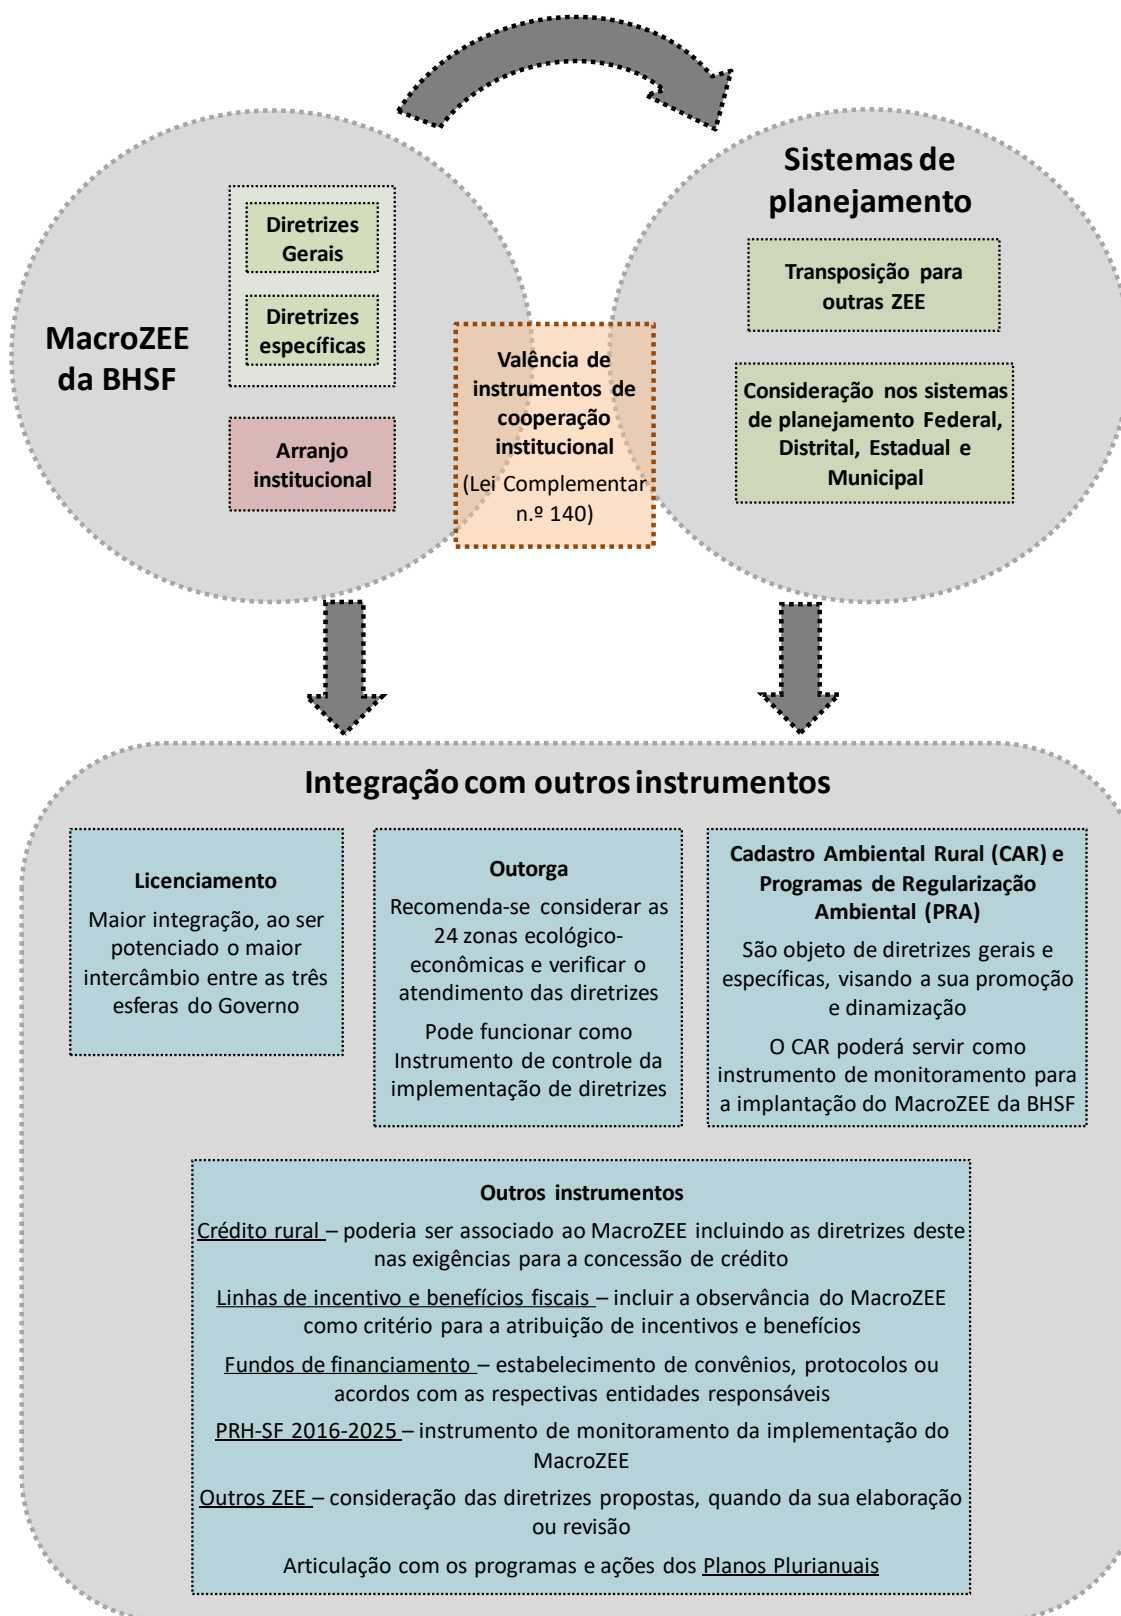 MacroZEE
da BHSF
Diretrizes
Gerais
Diretrizes
específicas
Arranjo
institucional
Valência de
instrumentos de
cooperação
institucional
(Lei Complementar
n.º 140)
Sistemas de
planejamento
Transposição para
outras ZEE
Consideração nos sistemas
de planejamento Federal,
Distrital, Estadual e
Municipal
Integração com outros instrumentos
Licenciamento
Maior integração, ao ser
potenciado o maior
intercâmbio entre as três
esferas do Governo
Outorga
Recomenda-se considerar as
24 zonas ecológico-
econômicas e verificar o
atendimento das diretrizes
Pode funcionar como
Instrumento de controle da
implementação de diretrizes
Cadastro Ambiental Rural (CAR) e
Programas de Regularização
Ambiental (PRA)
São objeto de diretrizes gerais e
específicas, visando a sua promoção
e dinamização
O CAR poderá servir como
instrumento de monitoramento para
a implantação do MacroZEE da BHSF
Outros instrumentos
Crédito rural – poderia ser associado ao MacroZEE incluindo as diretrizes deste
nas exigências para a concessão de crédito
Linhas de incentivo e benefícios fiscais – incluir a observância do MacroZEE
como critério para a atribuição de incentivos e benefícios
Fundos de financiamento – estabelecimento de convênios, protocolos ou
acordos com as respectivas entidades responsáveis
PRH-SF 2016-2025 – instrumento de monitoramento da implementação do
MacroZEE
Outros ZEE – consideração das diretrizes propostas, quando da sua elaboração
ou revisão
Articulação com os programas e ações dos Planos Plurianuais